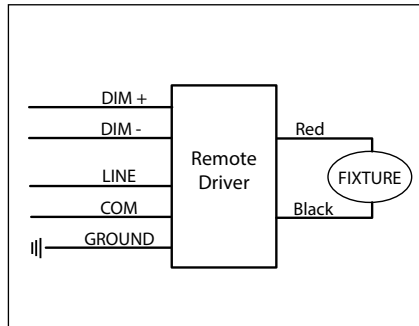 DIM +
DIM -
LINE
COM
GROUND
Remote
Driver
Red
Black
FIXTURE